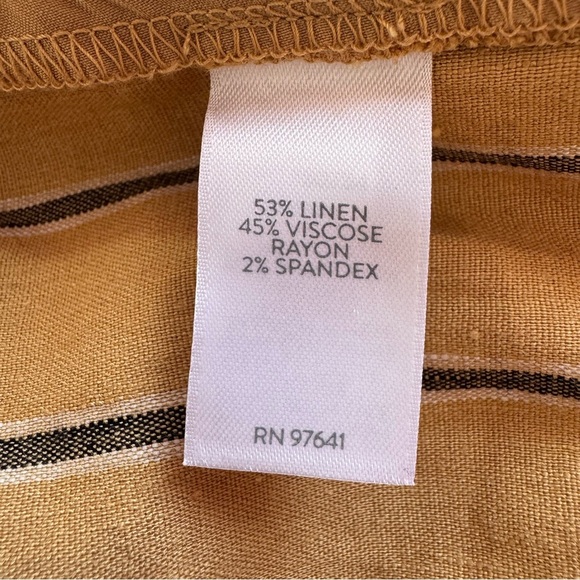 53% LINEN
45% VISCOSE
RAYON
2% SPANDEX
RN 97641